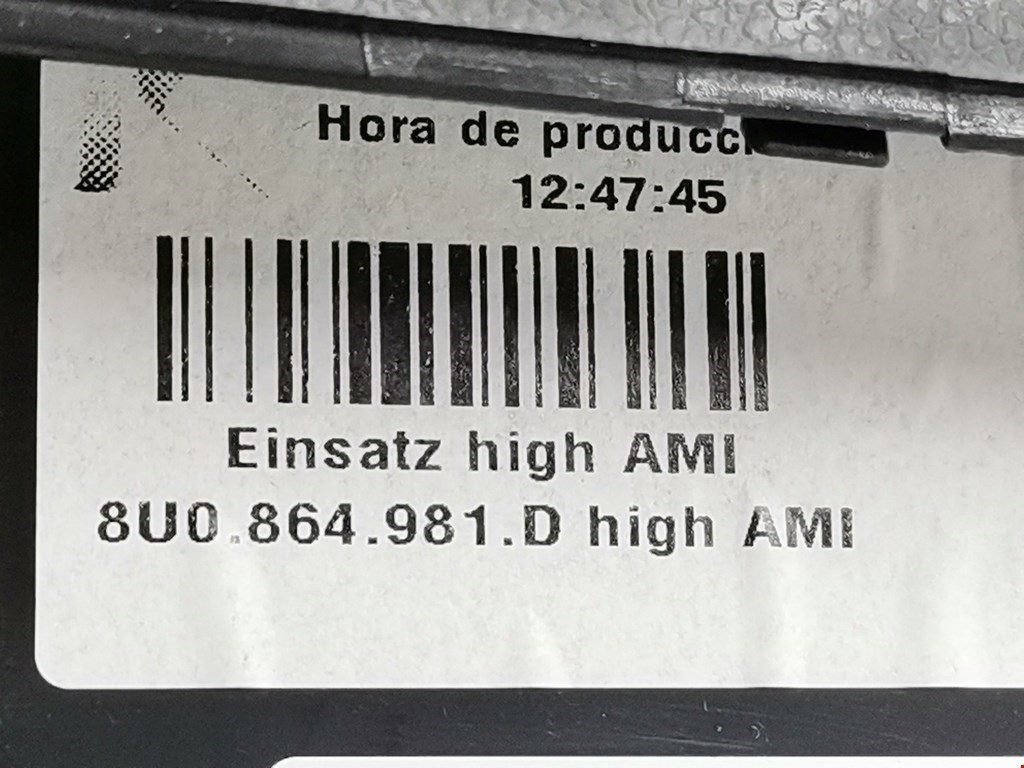 Hora de producci
12:47:45
Einsatz high AMI
8U0.864.981.D high AMI